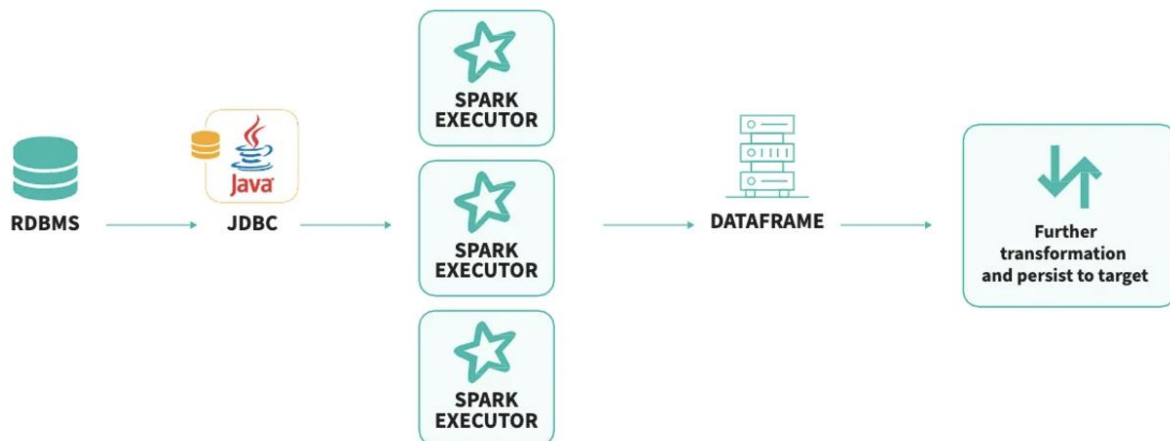 RDBMS
Java
JDBC
SPARK
EXECUTOR
SPARK
EXECUTOR
SPARK
EXECUTOR
DATAFRAME
Further
transformation
and persist to target